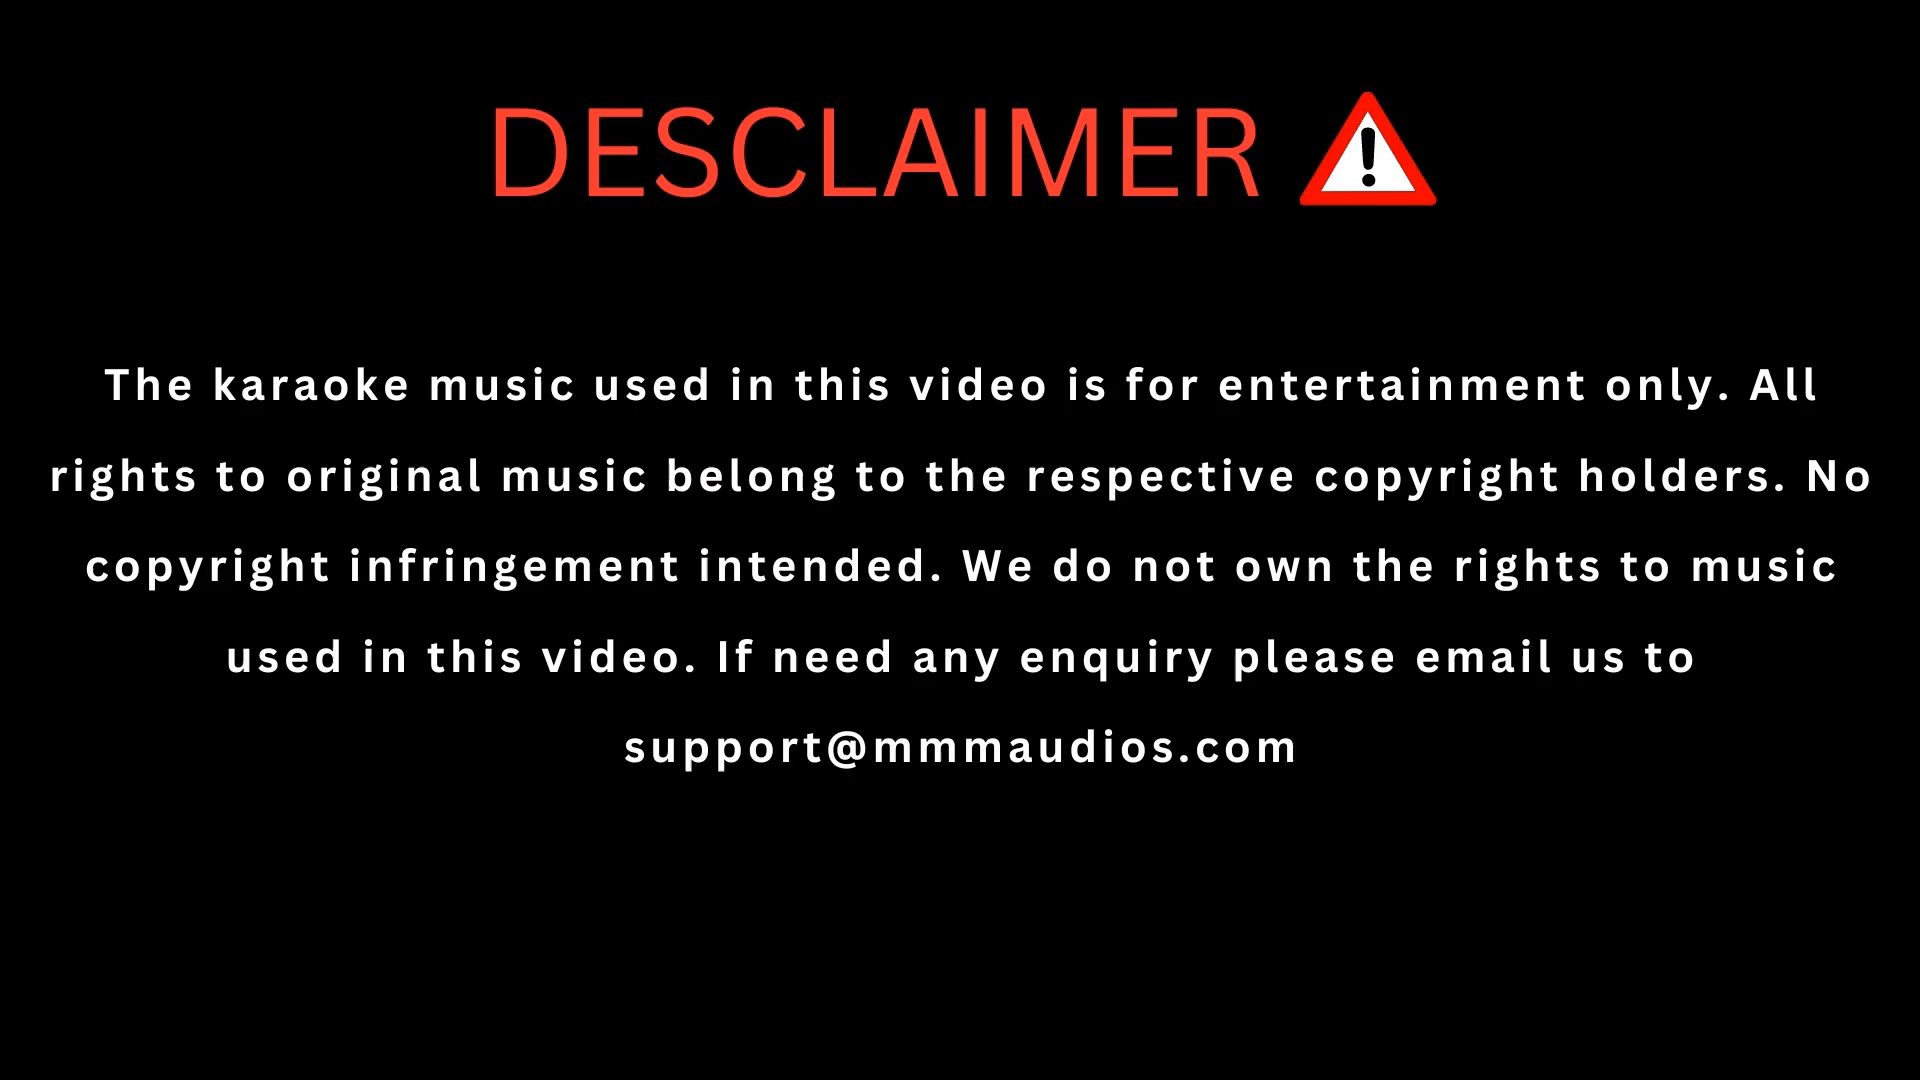 DESCLAIMER
The karaoke music used in this video is for entertainment only. All
rights to original music belong to the respective copyright holders. No
copyright infringement intended. We do not own the rights to music
used in this video. If need any enquiry please email us to
support@mmmaudios.com